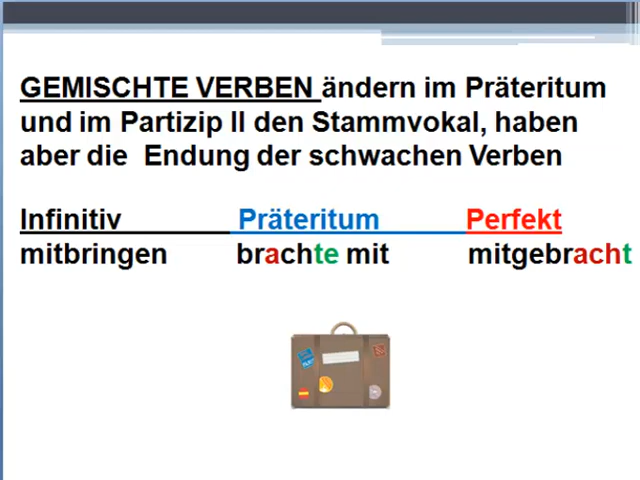 GEMISCHTE VERBEN ändern im Präteritum
und im Partizip II den Stammvokal, haben
aber die Endung der schwachen Verben
Infinitiv Präteritum Perfekt
mitbringen brachte mit mitgebracht